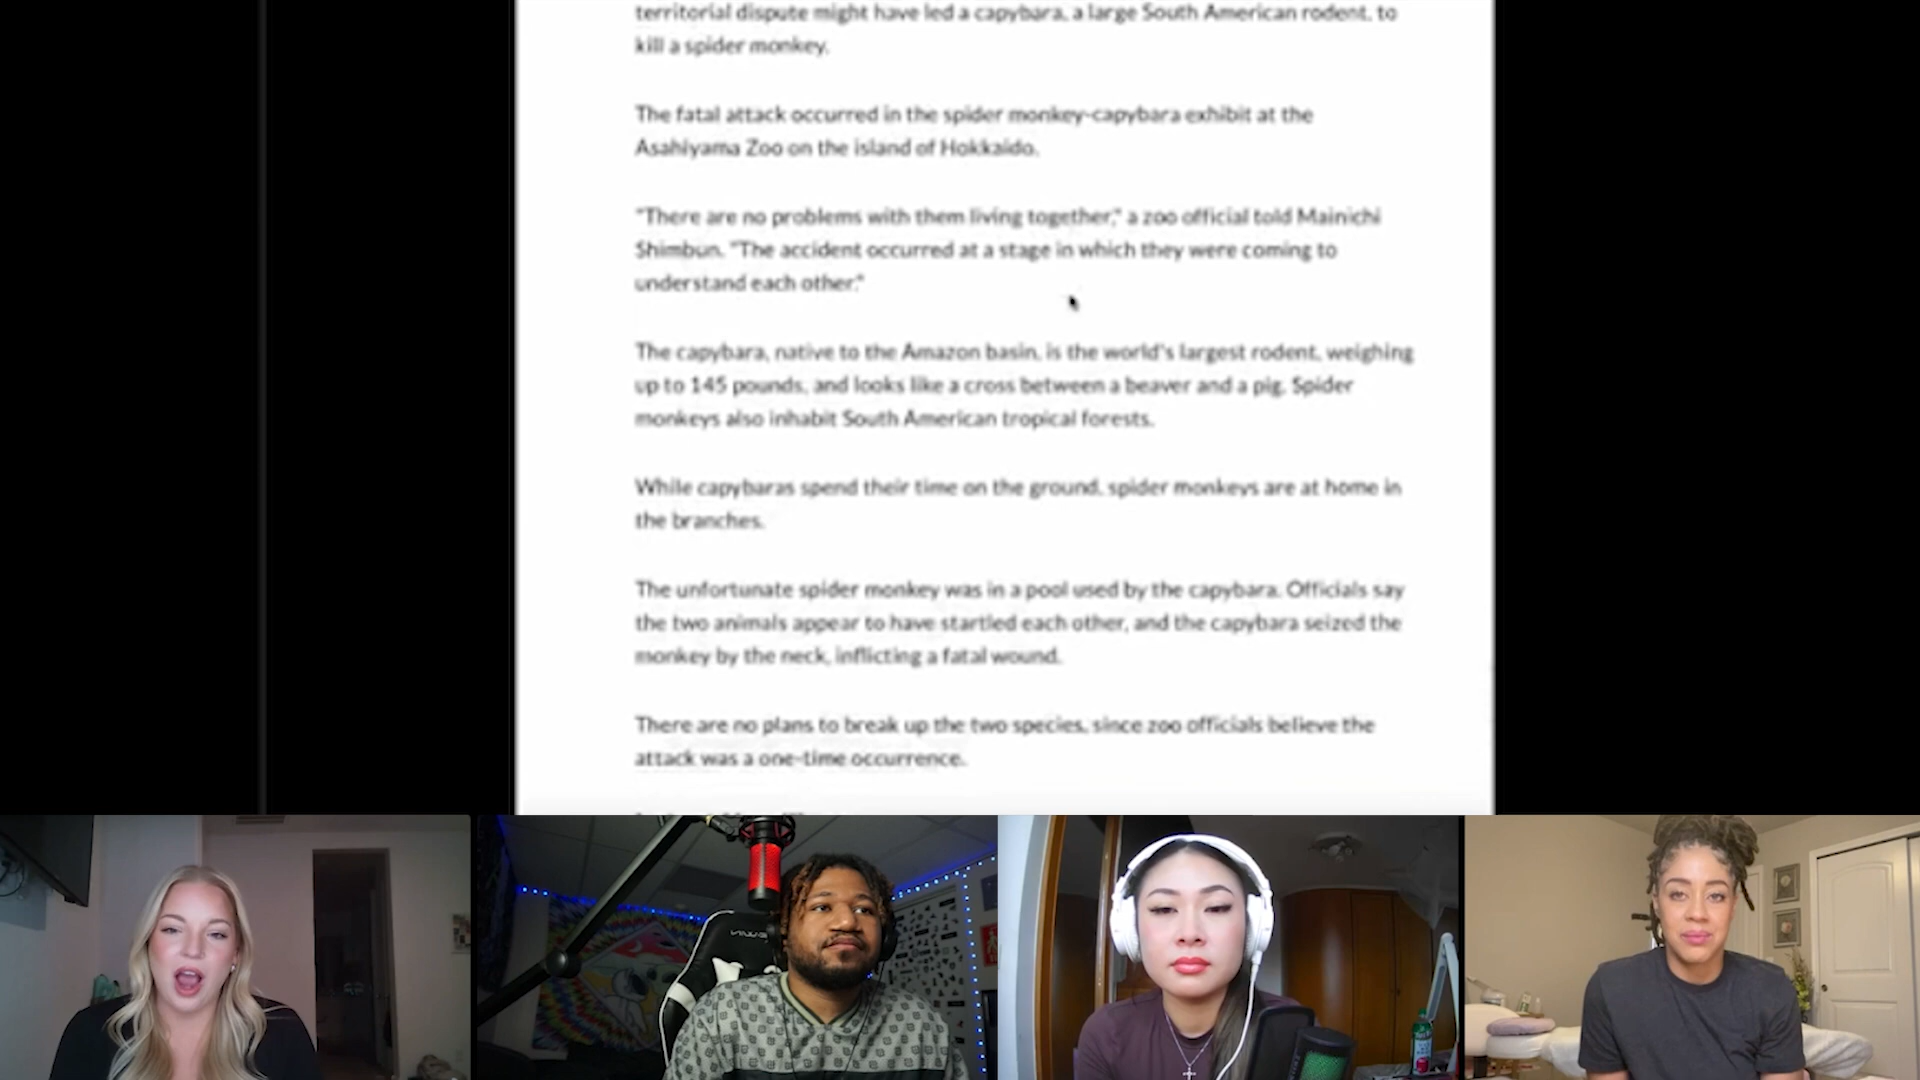 territorial dispute might have led a capybara, a large South American rodent, to
kill a spider monkey.
The fatal attack occurred in the spider monkey-capybara exhibit at the
Asahiyama Zoo on the island of Hokkaido.
"There are no problems with them living together," a zoo official told Mainichi
Shimbun. "The accident occurred at a stage in which they were coming to
understand each other."
The capybara, native to the Amazon basin, is the world's largest rodent, weighing
up to 145 pounds, and looks like a cross between a beaver and a pig. Spider
monkeys also inhabit South American tropical forests.
While capybaras spend their time on the ground, spider monkeys are at home in
the branches.
The unfortunate spider monkey was in a pool used by the capybara. Officials say
the two animals appear to have startled each other, and the capybara seized the
monkey by the neck, inflicting a fatal wound.
There are no plans to break up the two species, since zoo officials believe the
attack was a one-time occurrence.